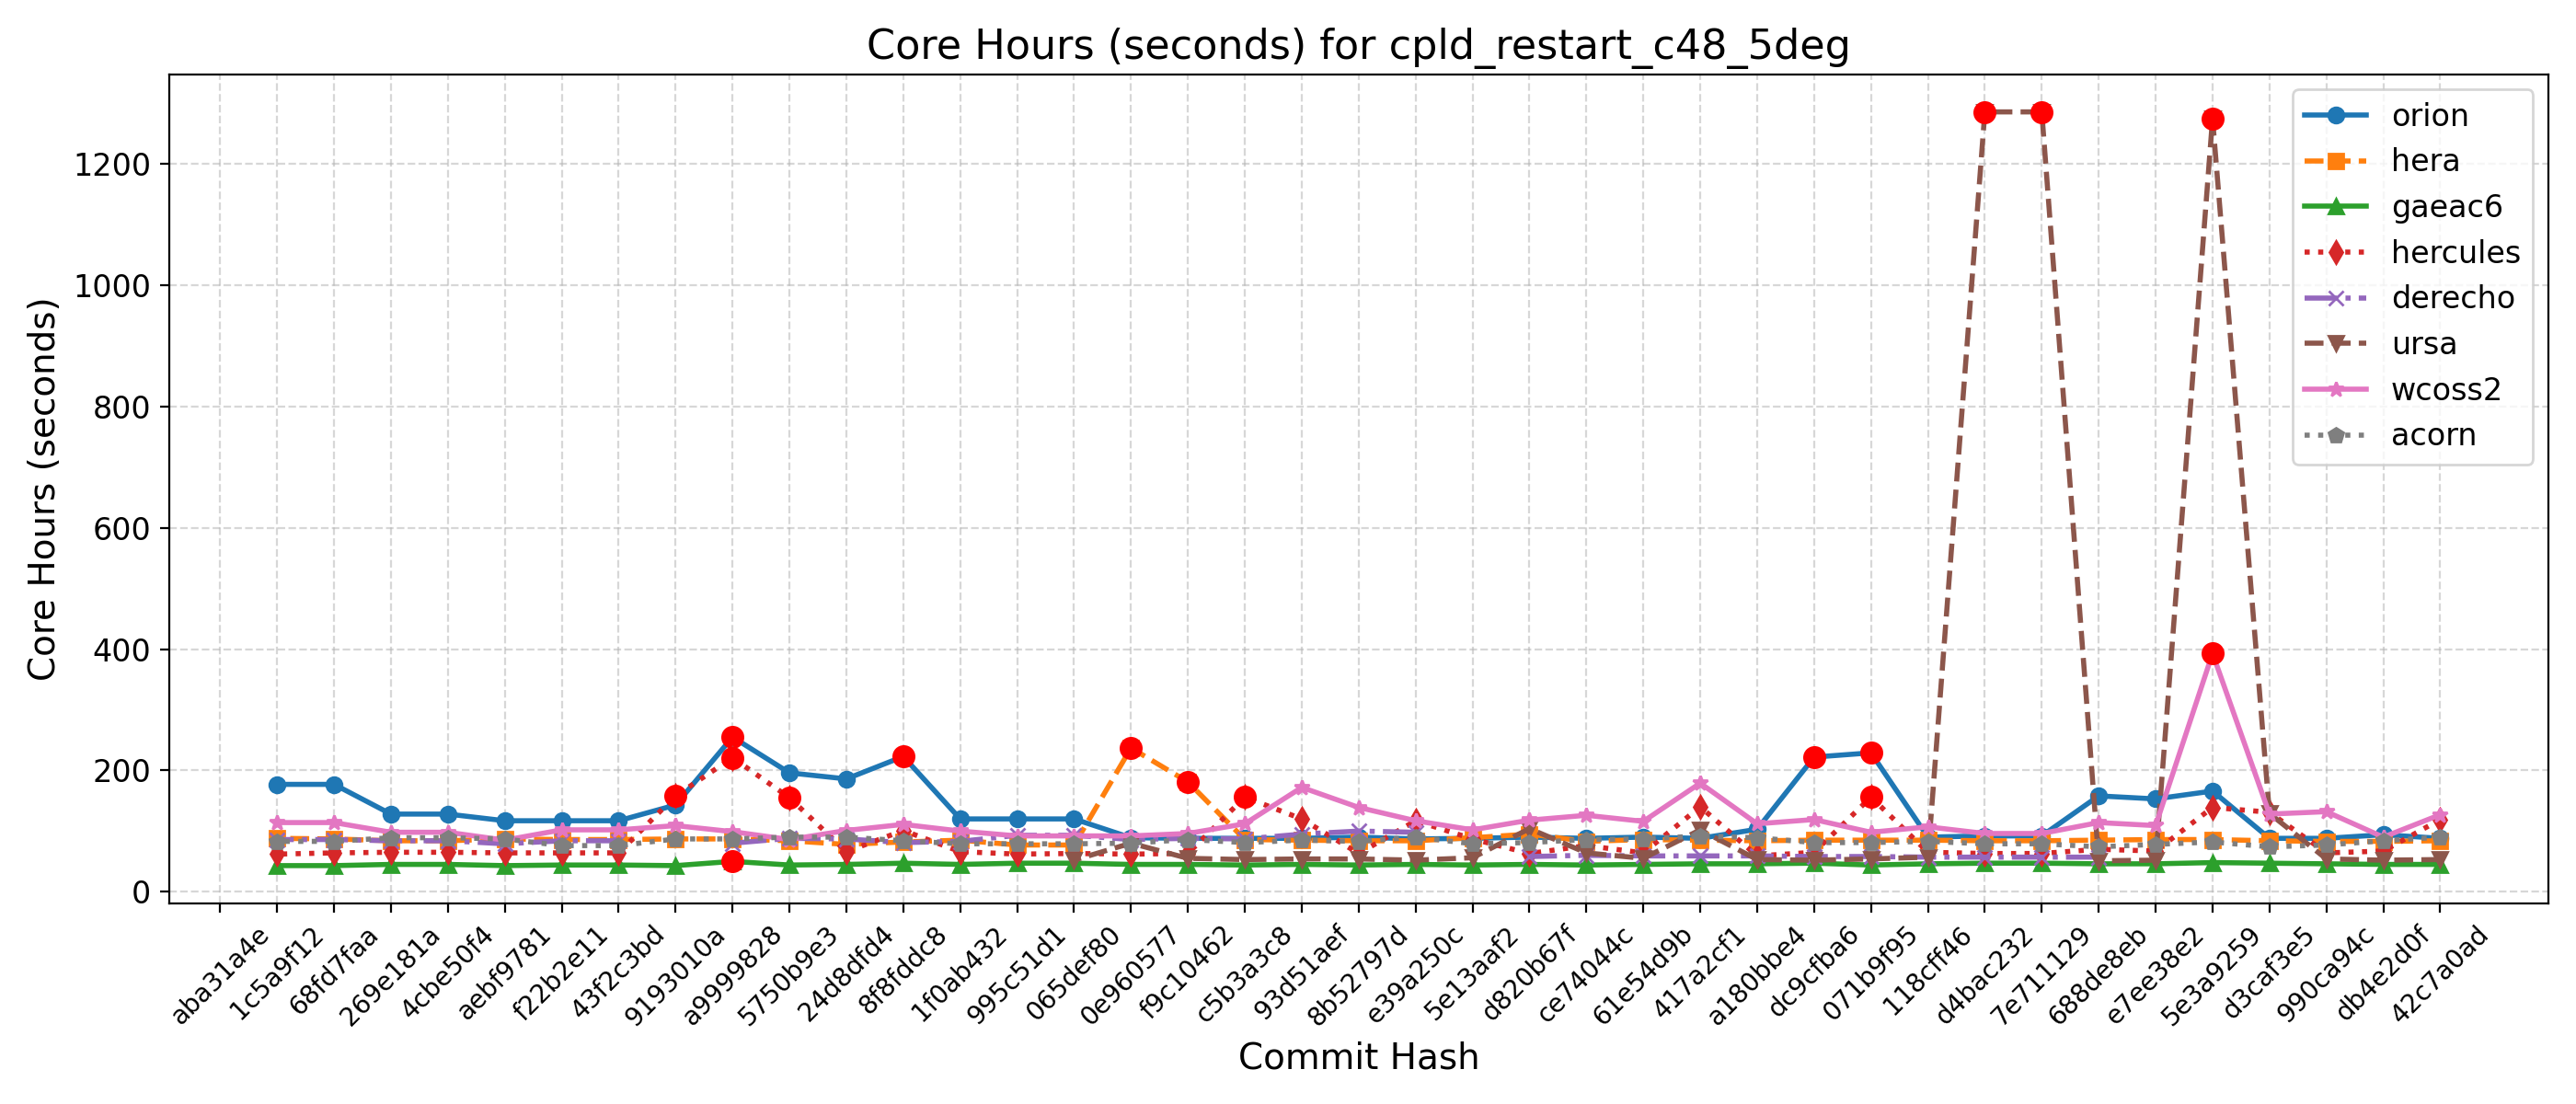 Core Hours (seconds) for cpld_restart_c48_5deg
Core Hours (seconds)
1200
1000
800
600
400
200
0
orion
hera
gaeac6
hercules
derecho
ursa
wcoss2
acorn
aba31a4e
1c5a9f12
68fd7faa
269e181a
4cbe50f4
aebf9781
f22b2e11
43f2c3bd
9193010a
a9999828
5750b9e3
24d8dfd4
8f8fddc8
1f0ab432
995c51d1
065def80
0e960577
f9c10462
c5b3a3c8
93d51aef
8b52797d
e39a250c
5e13aaf2
d820b67f
ce74044c
61e54d9b
417a2cf1
a180bbe4
dc9cfba6
071b9f95
118cff46
d4bac232
7e711129
688de8eb
e7ee38e2
5e3a9259
d3caf3e5
990ca94c
db4e2d0f
42c7a0ad
Commit Hash